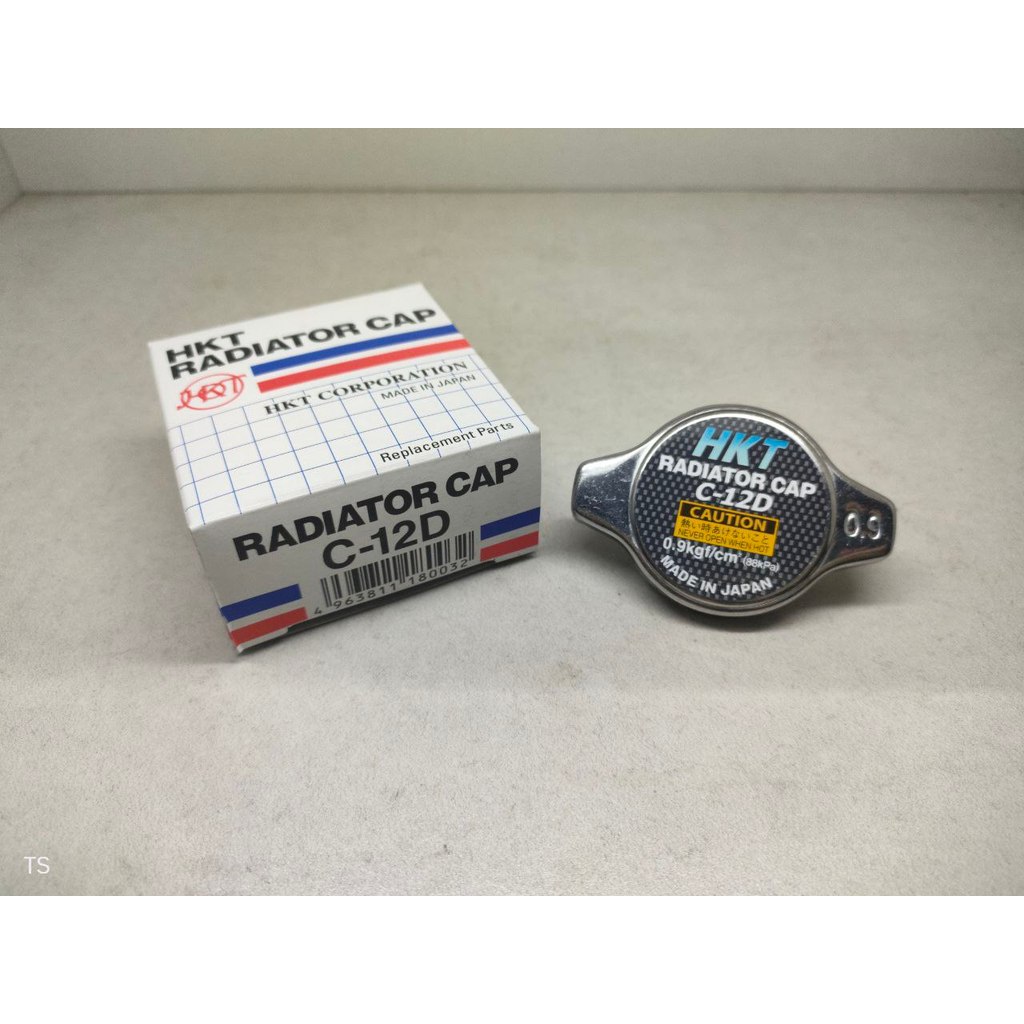 HKT
RADIATOR CAP
HKT
HKT CORPORATION
MADE IN JAPAN
Replacement Parts
RADIATOR CAP
C-12D
4 963811 180032
HKT
RADIATOR CAP
C-12D
CAUTION
熱い時あけないこと
NEVER OPEN WHEN HOT
0.9kgf/cm² (88kPa)
MADE IN JAPAN
0.9
TS